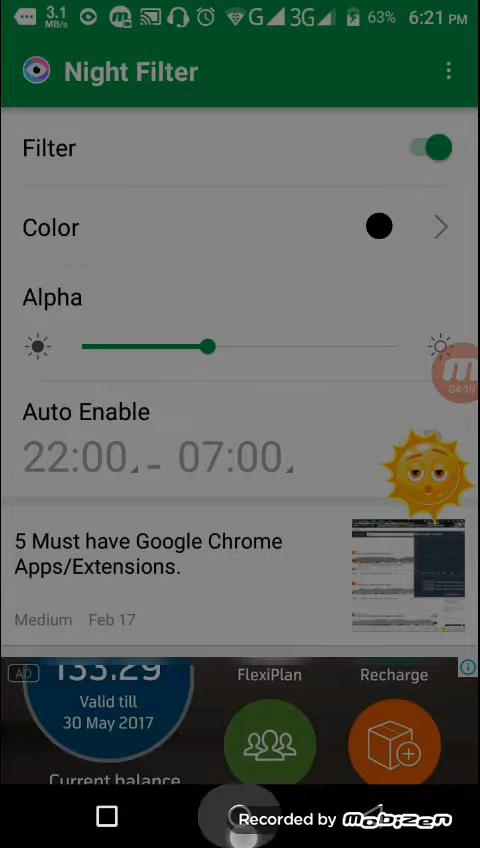 3.1
MB/s
G
3G
63%
6:21 PM
Night Filter
Filter
Color
Alpha
04:10
Auto Enable
22:00 - 07:00
5 Must have Google Chrome
Apps/Extensions.
Medium Feb 17
AD
133.29
FlexiPlan
Recharge
Valid till
30 May 2017
Current balance
Recorded by mobizen